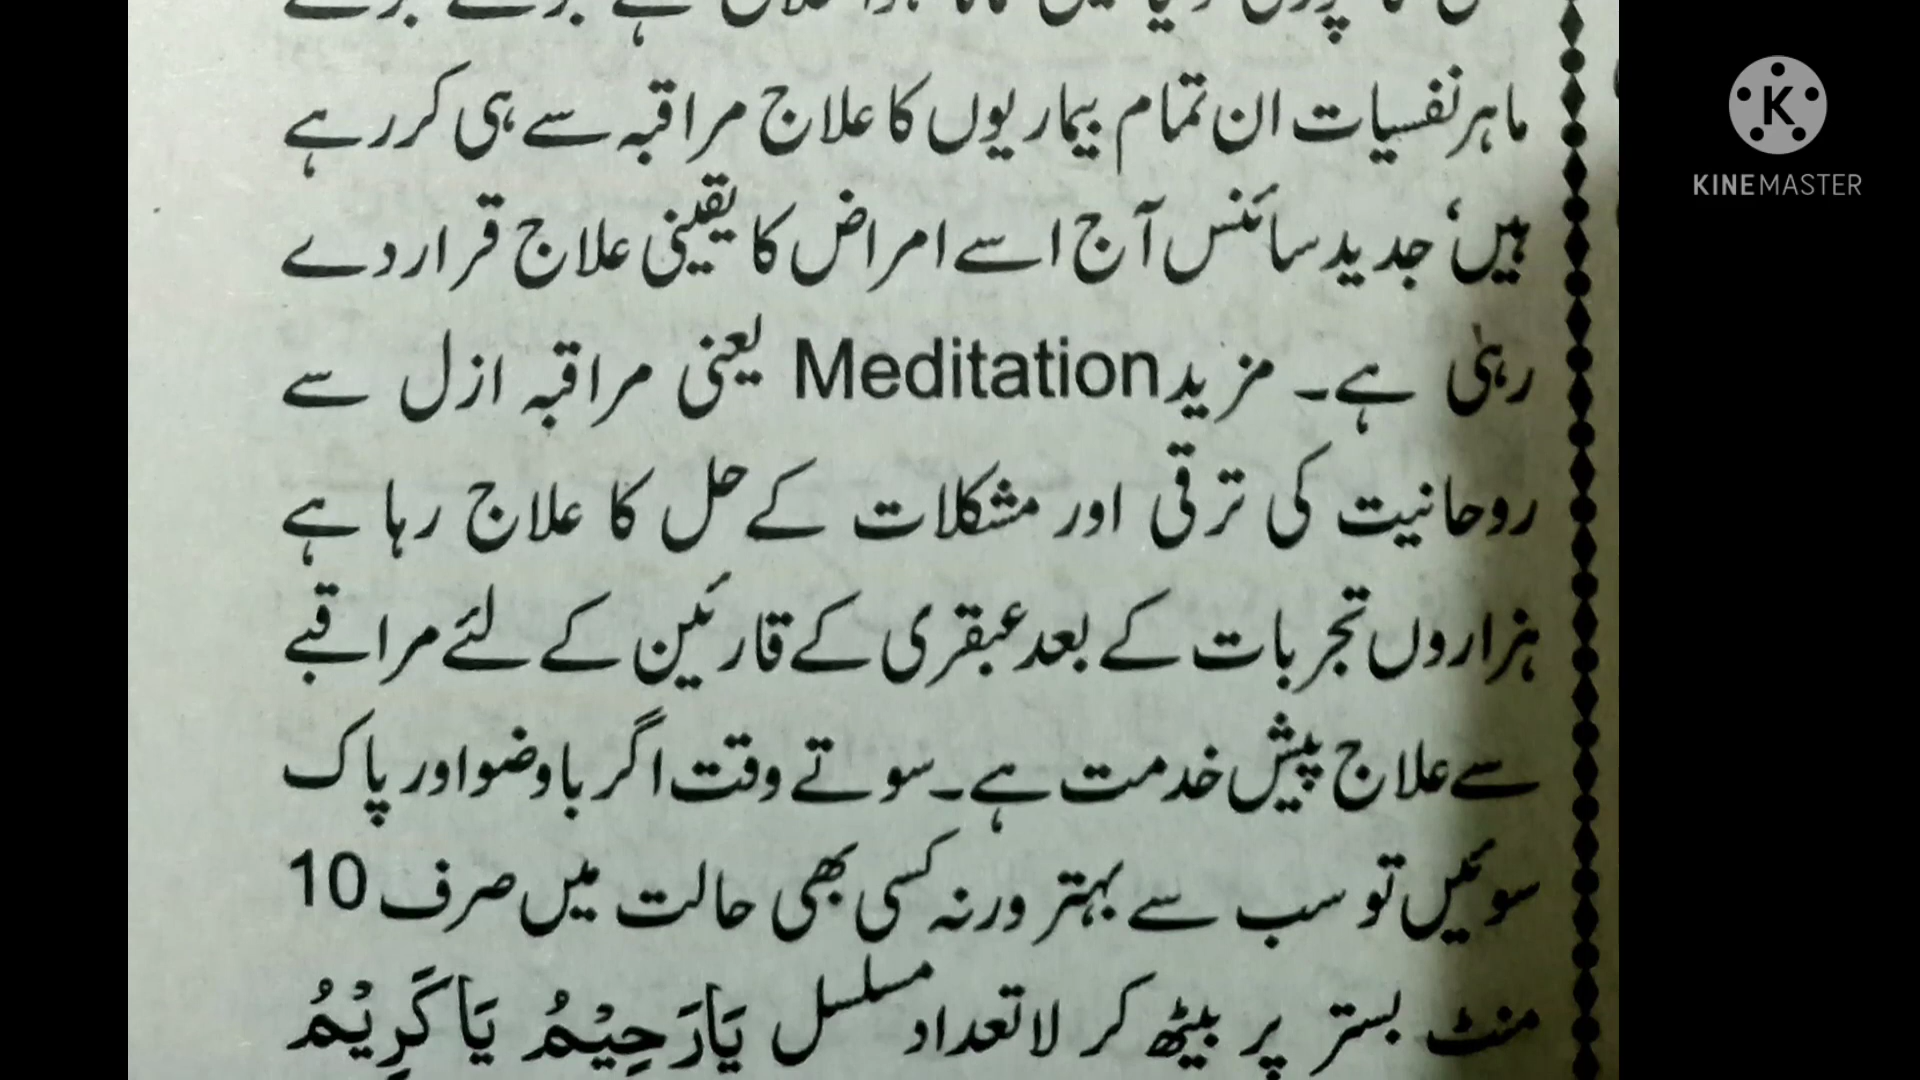 ماہر نفسیات ان تمام بیماریوں کا علاج مراقبہ سے ہی کر رہے
ہیں‘ جدید سائنس آج اسے امراض کا یقینی علاج قرار دے
رہی ہے۔ مزید Meditation یعنی مراقبہ ازل سے
روحانیت کی ترقی اور مشکلات کے حل کا علاج رہا ہے
ہزاروں تجربات کے بعد عبقری کے قارئین کے لئے مراقبے
سے علاج پیش خدمت ہے۔ سوتے وقت اگر باوضو اور پاک
سوئیں تو سب سے بہتر ورنہ کسی بھی حالت میں صرف 10
منٹ بستر پر بیٹھ کر لاتعداد مسلسل یَارَحِیْمُ یَاکَرِیْمُ
KINEMASTER